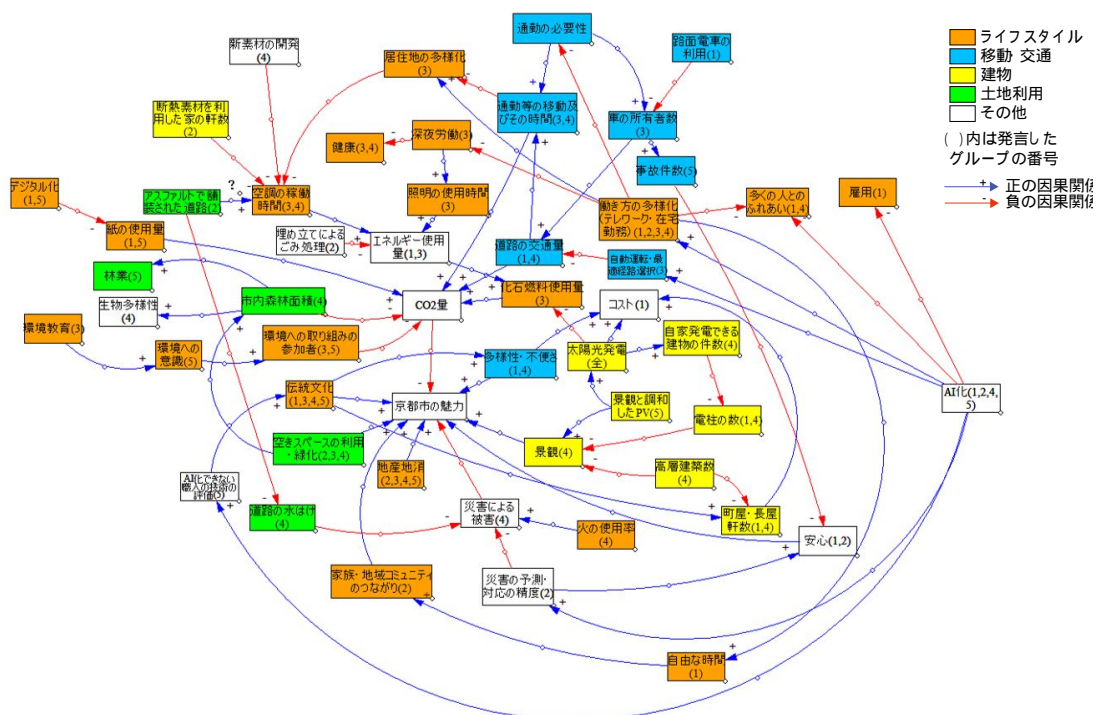 通動の必要性
新素材の開発
(4)
居住地の多様化
(3)
路面電車の
利用(1)
ライフスタイル
移動 交通
建物
土地利用
その他
( )内は発言した
グループの番号
正の因果関係
負の因果関係
断熱素材を利
用した家の軒数
(2)
通動等の移動及
びその時間(3,4)
車の所有者数
(3)
健康(3,4)
深夜労働(3)
事故件数(5)
デジタル化
(1,5)
アスファルトで舗
装された道路(2)
?
空調の稼働
時間(3,4)
照明の使用時間
(3)
働き方の多様化
(テレワーク・在宅
勤務)(1,2,3,4)
多くの人との
ふれあい(1,4)
雇用(1)
紙の使用量
(1,5)
埋め立てによる
ごみ処理(2)
エネルギー使用
量(1,3)
道路の交通量
(1,4)
自動運転・最
適経路選択(3)
林業(5)
生物多様性
(4)
市内森林面積(4)
CO2量
化石燃料使用量
(3)
コスト(1)
環境教育(3)
環境への
意識(5)
環境への取り組みの
参加者(3,5)
多様性・不便さ
(1,4)
太陽光発電
(全)
自家発電できる
建物の件数(4)
伝統文化
(1,3,4,5)
京都市の魅力
景観と調和
したPV(5)
電柱の数(1,4)
AI化(1,2,4,
5)
空きスペースの利用
・緑化(2,3,4)
地産地消
(2,3,4,5)
景観(4)
高層建築数
(4)
AI化できない
職人の技術の
評価(5)
道路の水はけ
(4)
災害による
被害(4)
火の使用率
(4)
町屋・長屋
軒数(1,4)
安心(1,2)
家族・地域コミュニティ
のつながり(2)
災害の予測・
対応の精度(2)
自由な時間
(1)